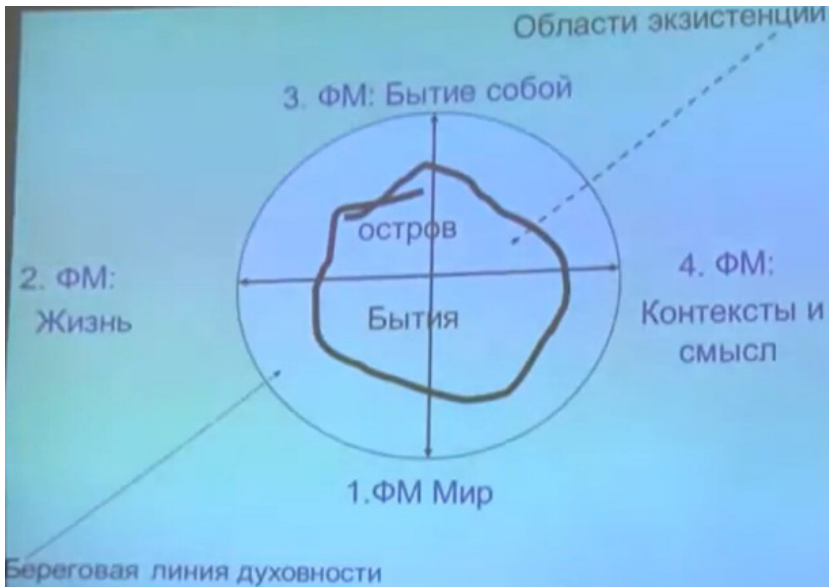 Области экзистенции
3. ФМ: Бытие собой
остров
2. ФМ:
Жизнь
4. ФМ:
Контексты и
смысл
Бытия
1.ФМ Мир
Береговая линия духовности